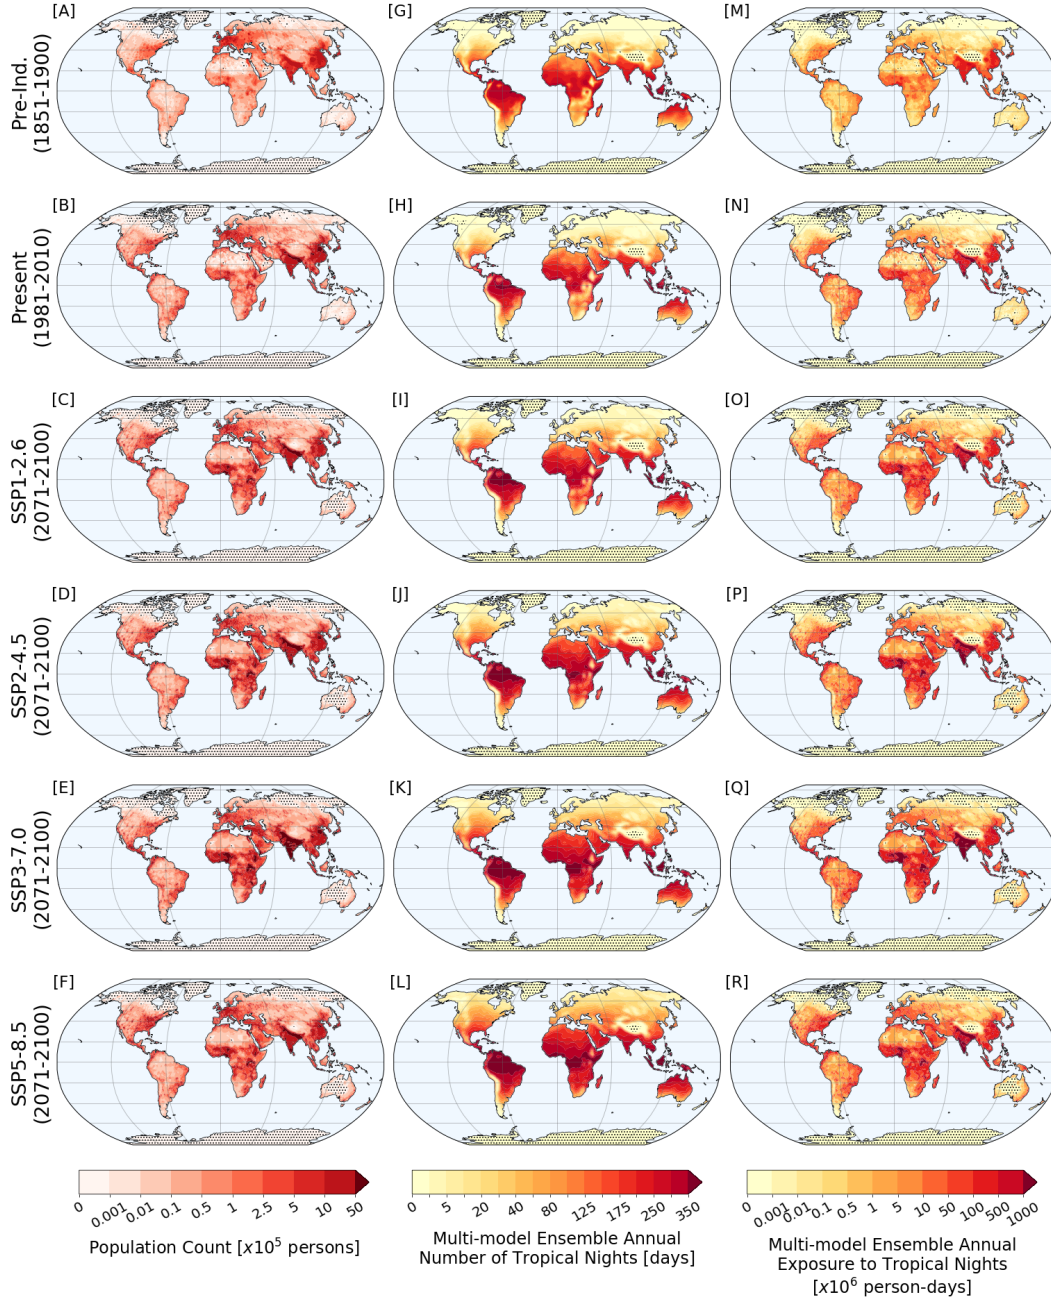 [A]
[G]
[M]
Pre-Ind.
(1851-1900)
[B]
[H]
[N]
Present
(1981-2010)
[C]
[I]
[O]
SSP1-2.6
(2071-2100)
[D]
[J]
[P]
SSP2-4.5
(2071-2100)
[E]
[K]
[Q]
SSP3-7.0
(2071-2100)
[F]
[L]
[R]
SSP5-8.5
(2071-2100)
0 0.001 0.01 0.1 0.5 1 2.5 5 10 50
Population Count [x10⁵ persons]
0 5 20 40 80 125 175 250 350
Multi-model Ensemble Annual
Number of Tropical Nights [days]
0 0.001 0.01 0.1 0.5 1 5 10 50 100 500 1000
Multi-model Ensemble Annual
Exposure to Tropical Nights
[x10⁶ person-days]